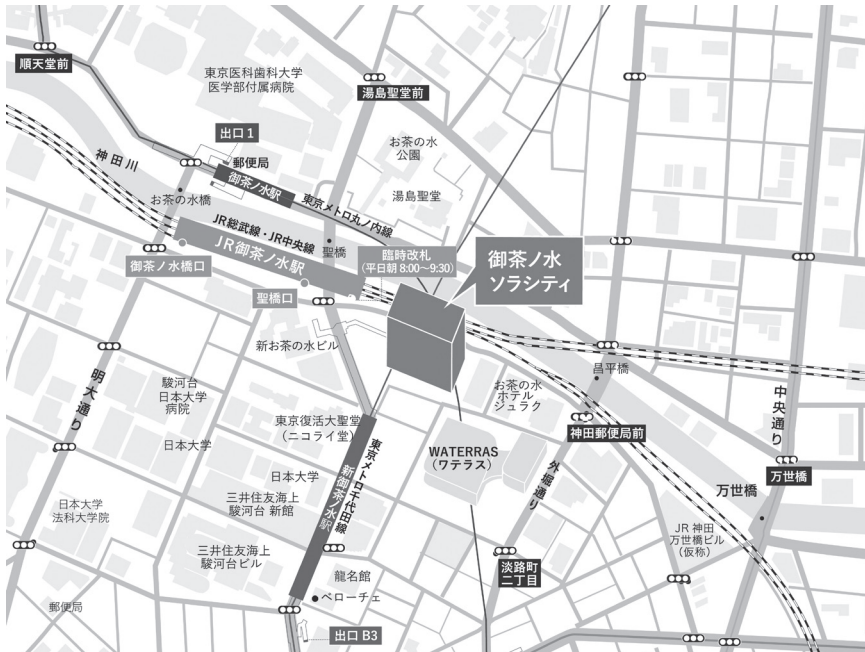 順天堂前
東京医科歯科大学
医学部付属病院
湯島聖堂前
出口 1
郵便局
御茶ノ水駅
東京メトロ丸ノ内線
お茶の水
公園
湯島聖堂
神田川
お茶の水橋
JR総武線・JR中央線
JR御茶ノ水駅
聖橋
臨時改札
(平日朝 8:00〜9:30)
御茶ノ水
ソラシティ
御茶ノ水橋口
聖橋口
新お茶の水ビル
昌平橋
お茶の水
ホテル
ジュラク
神田郵便局前
中央通り
明大通り
駿河台
日本大学
病院
日本大学
東京復活大聖堂
(ニコライ堂)
東京メトロ千代田線
新御茶ノ水駅
WATERRAS
(ワテラス)
外堀通り
万世橋
万世橋
日本大学
三井住友海上
駿河台 新館
日本大学
法科大学院
JR 神田
万世橋ビル
(仮称)
三井住友海上
駿河台ビル
淡路町
二丁目
龍名館
ベローチェ
郵便局
出口 B3